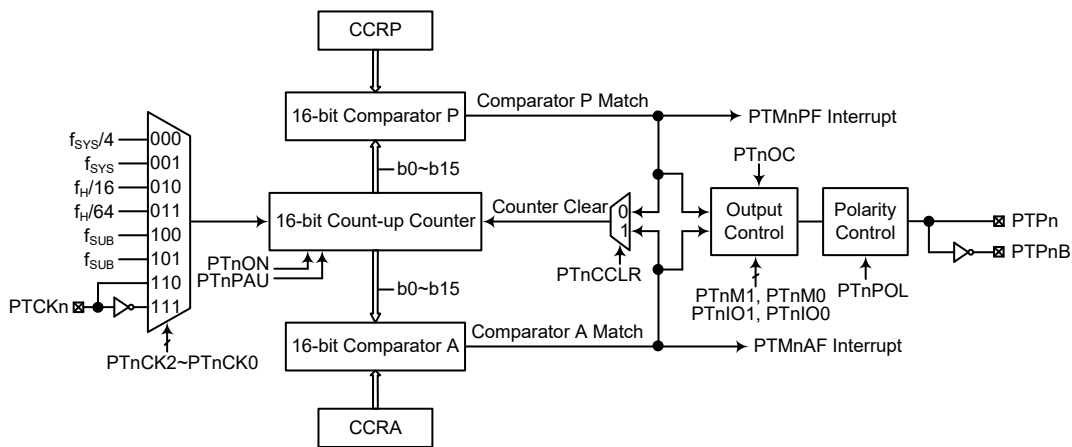 CCRP
16-bit Comparator P
Comparator P Match
PTMnPF Interrupt
b0~b15
PTnOC
fSYS/4
000
fSYS
001
fH/16
010
fH/64
011
fSUB
100
fSUB
101
110
111
PTCKn
PTnCK2~PTnCK0
16-bit Count-up Counter
Counter Clear
0
1
PTnCCLR
PTnON
PTnPAU
Output
Control
Polarity
Control
PTPn
PTPnB
PTnM1, PTnM0
PTnIO1, PTnIO0
PTnPOL
b0~b15
16-bit Comparator A
Comparator A Match
PTMnAF Interrupt
CCRA